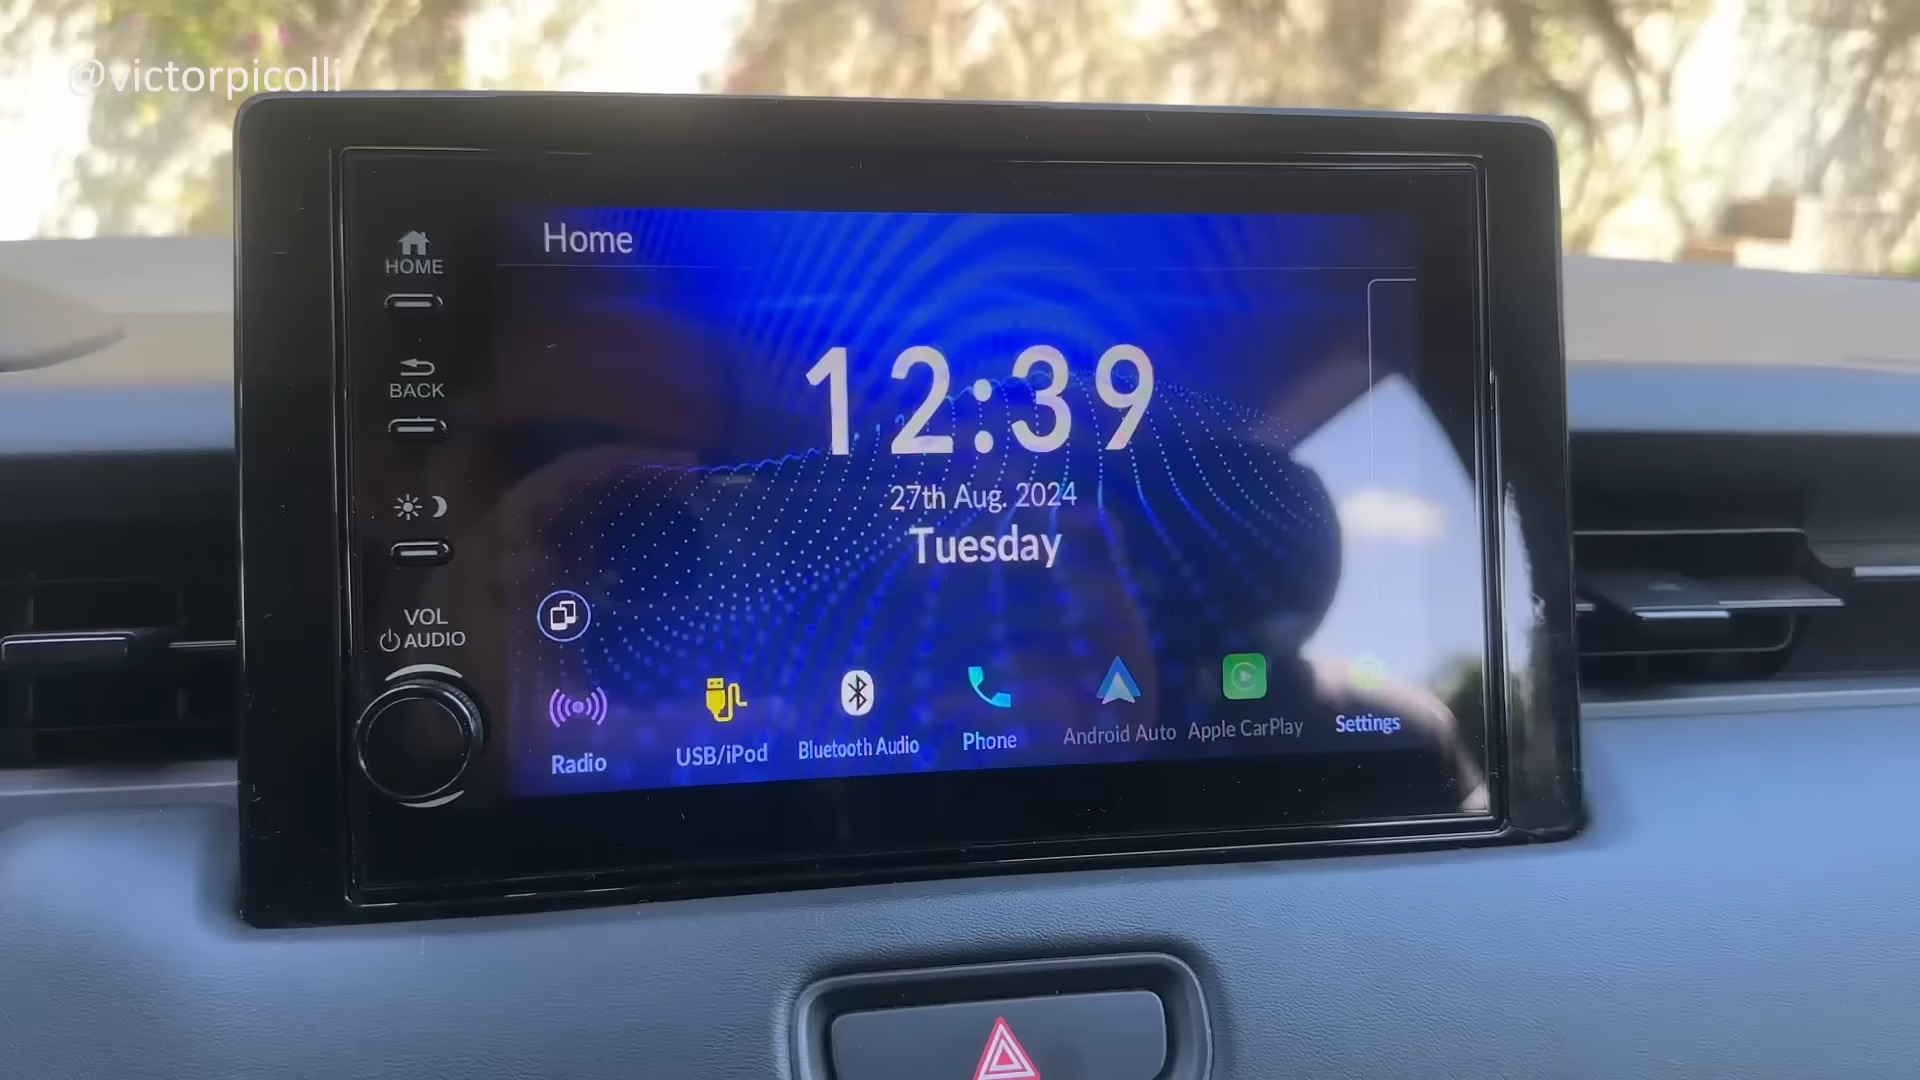 @victorpicolli
HOME
BACK
VOL
AUDIO
Home
12:39
27th Aug. 2024
Tuesday
Radio
USB/iPod
Bluetooth Audio
Phone
Android Auto
Apple CarPlay
Settings